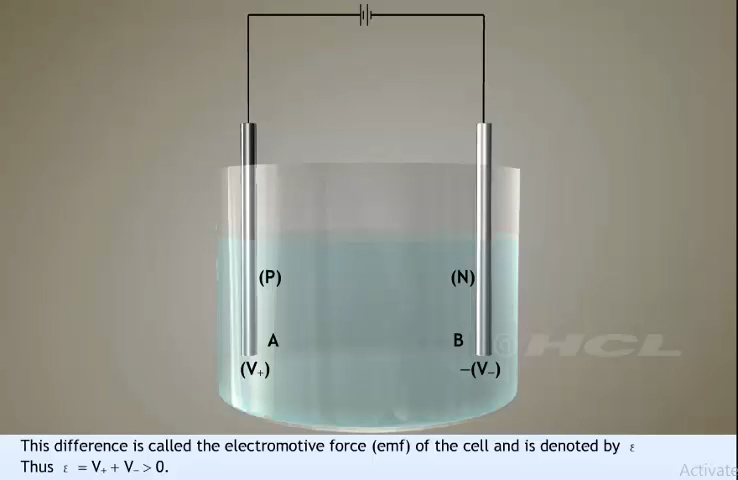 (P)
(N)
A
B
© HCL
(V₊)
−(V₋)
This difference is called the electromotive force (emf) of the cell and is denoted by ε
Thus ε = V₊ + V₋ > 0.
Activate